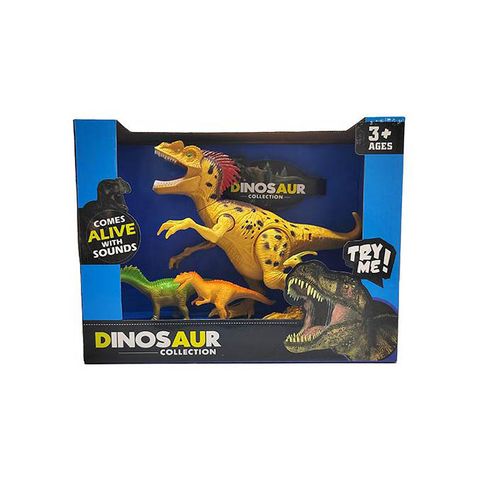 3+
AGES
DINOSAUR
COLLECTION
COMES
ALIVE
WITH
SOUNDS
TRY
ME!
DINOSAUR
COLLECTION